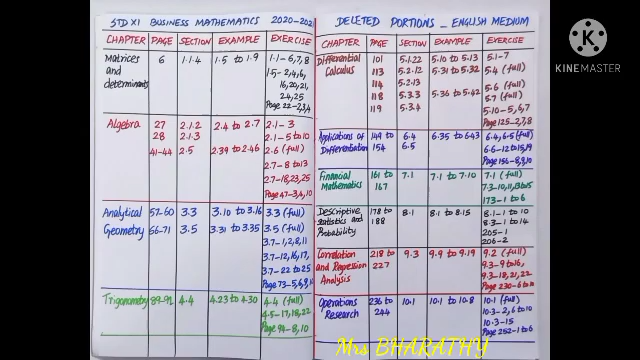 STD XI BUSINESS MATHEMATICS 2020-2021
CHAPTER PAGE SECTION EXAMPLE EXERCISE
Matrices and determinants 6 1.1.4 1.5 to 1.9 1.1-6,7,8
1.5-2,4,6,
16,20,21,
24,25
Page 22-2,3,4
Algebra 27 2.1.2 2.4 to 2.7 2.1-3
28 2.1.3 2.1-5 to 10
41-44 2.5 2.39 to 2.46 2.6 (full)
2.7-8 to 13
2.7-18,23,25
Page 47-3,4,10
Analytical 57-60 3.3 3.10 to 3.16 3.3 (full)
Geometry 66-71 3.5 3.31 to 3.35 3.5 (full)
3.7-1,2,8,11
3.7-12,16,17,
3.7-22 to 25
Page 73-5,6,9,10
Trigonometry 89-91 4.4 4.23 to 4.30 4.4 (full)
4.5-17,18,22
Page 94-8,10
DELETED PORTIONS - ENGLISH MEDIUM
CHAPTER PAGE SECTION EXAMPLE EXERCISE
Differential 101 5.1.22 5.10 to 5.13 5.1-7
Calculus 113 5.2.12 5.31 to 5.32 5.4 (full)
114 5.2.13 5.6 (full)
118 5.3.3 5.36 to 5.42 5.7 (full)
119 5.3.4 5.10-5,6,7
Page 125-2,7,8
Applications of 149 to 6.4 6.35 to 6.43 6.4, 6.5 (full)
Differentiation 154 6.5 6.6-12 to 15,19
Page 156-8,9,10
Financial 161 to 7.1 7.1 to 7.10 7.1 (full)
Mathematics 167 7.3-10,11,13 to 15
173-1 to 6
Descriptive 178 to 8.1 8.1 to 8.15 8.1-1 to 10
statistics and 188 8.3-1 to 14
Probability 205-1
206-2
Correlation 218 to 9.3 9.9 to 9.19 9.2 (full)
and Regression 227 9.3-9 to 16,
Analysis 9.3-18,21,22
Page 230-6 to 10
Operations 236 to 10.1 10.1 to 10.8 10.1 (full)
Research 244 10.3-2,6 to 10
10.3-15
Page 252-1 to 6
Mrs BHARATHY
KINEMASTER